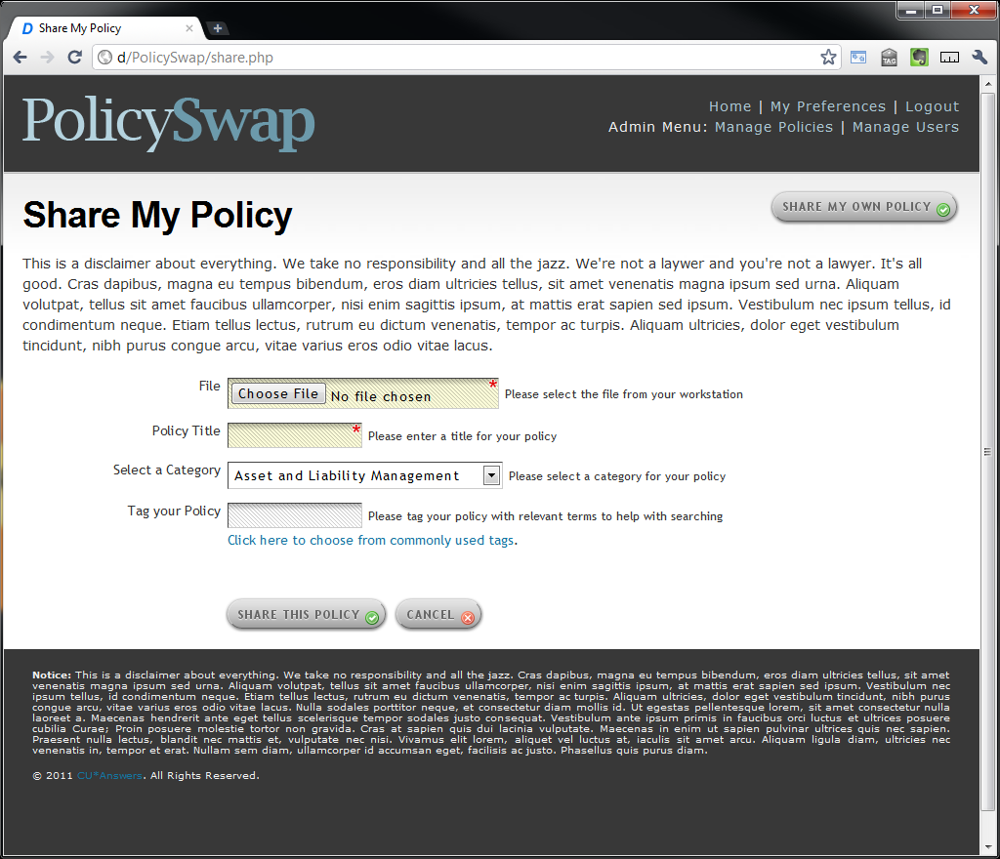 Share My Policy
d/PolicySwap/share.php
TAG
PolicySwap
Home | My Preferences | Logout
Admin Menu: Manage Policies | Manage Users
Share My Policy
SHARE MY OWN POLICY
This is a disclaimer about everything. We take no responsibility and all the jazz. We're not a laywer and you're not a lawyer. It's all
good. Cras dapibus, magna eu tempus bibendum, eros diam ultricies tellus, sit amet venenatis magna ipsum sed urna. Aliquam
volutpat, tellus sit amet faucibus ullamcorper, nisi enim sagittis ipsum, at mattis erat sapien sed ipsum. Vestibulum nec ipsum tellus, id
condimentum neque. Etiam tellus lectus, rutrum eu dictum venenatis, tempor ac turpis. Aliquam ultricies, dolor eget vestibulum
tincidunt, nibh purus congue arcu, vitae varius eros odio vitae lacus.
File Choose File No file chosen * Please select the file from your workstation
Policy Title * Please enter a title for your policy
Select a Category Asset and Liability Management Please select a category for your policy
Tag your Policy Please tag your policy with relevant terms to help with searching
Click here to choose from commonly used tags.
SHARE THIS POLICY CANCEL
Notice: This is a disclaimer about everything. We take no responsibility and all the jazz. Cras dapibus, magna eu tempus bibendum, eros diam ultricies tellus, sit amet
venenatis magna ipsum sed urna. Aliquam volutpat, tellus sit amet faucibus ullamcorper, nisi enim sagittis ipsum, at mattis erat sapien sed ipsum. Vestibulum nec
ipsum tellus, id condimentum neque. Etiam tellus lectus, rutrum eu dictum venenatis, tempor ac turpis. Aliquam ultricies, dolor eget vestibulum tincidunt, nibh purus
congue arcu, vitae varius eros odio vitae lacus. Nulla sodales porttitor neque, et consectetur diam mollis id. Ut egestas pellentesque lorem, sit amet consectetur nulla
laoreet a. Maecenas hendrerit ante eget tellus scelerisque tempor sodales justo consequat. Vestibulum ante ipsum primis in faucibus orci luctus et ultrices posuere
cubilia Curae; Proin posuere molestie tortor non gravida. Cras at sapien quis dui lacinia vulputate. Maecenas in enim ut sapien pulvinar ultrices quis nec sapien.
Praesent nulla lectus, blandit nec mattis et, vulputate nec nisi. Vivamus elit lorem, aliquet vel luctus at, iaculis sit amet arcu. Aliquam ligula diam, ultricies nec
venenatis in, tempor et erat. Nullam sem diam, ullamcorper id accumsan eget, facilisis ac justo. Phasellus quis purus diam.
© 2011 CU*Answers. All Rights Reserved.